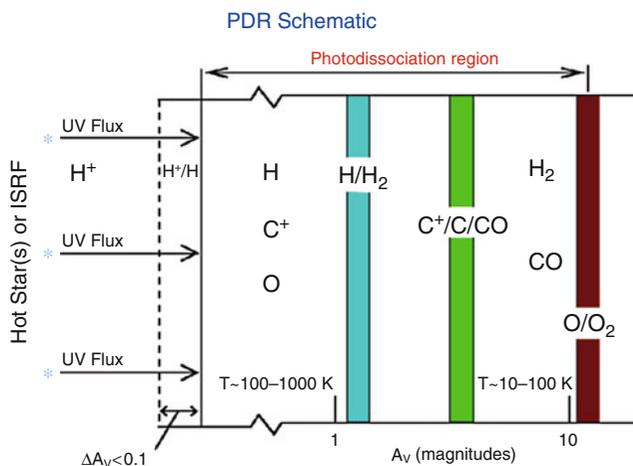 PDR Schematic
Photodissociation region
Hot Star(s) or ISRF
* UV Flux
H⁺
H⁺/H
H
H/H₂
H₂
C⁺
C⁺/C/CO
* UV Flux
CO
O
O/O₂
* UV Flux
T~100–1000 K
T~10–100 K
ΔAᵥ<0.1
1
Aᵥ (magnitudes)
10